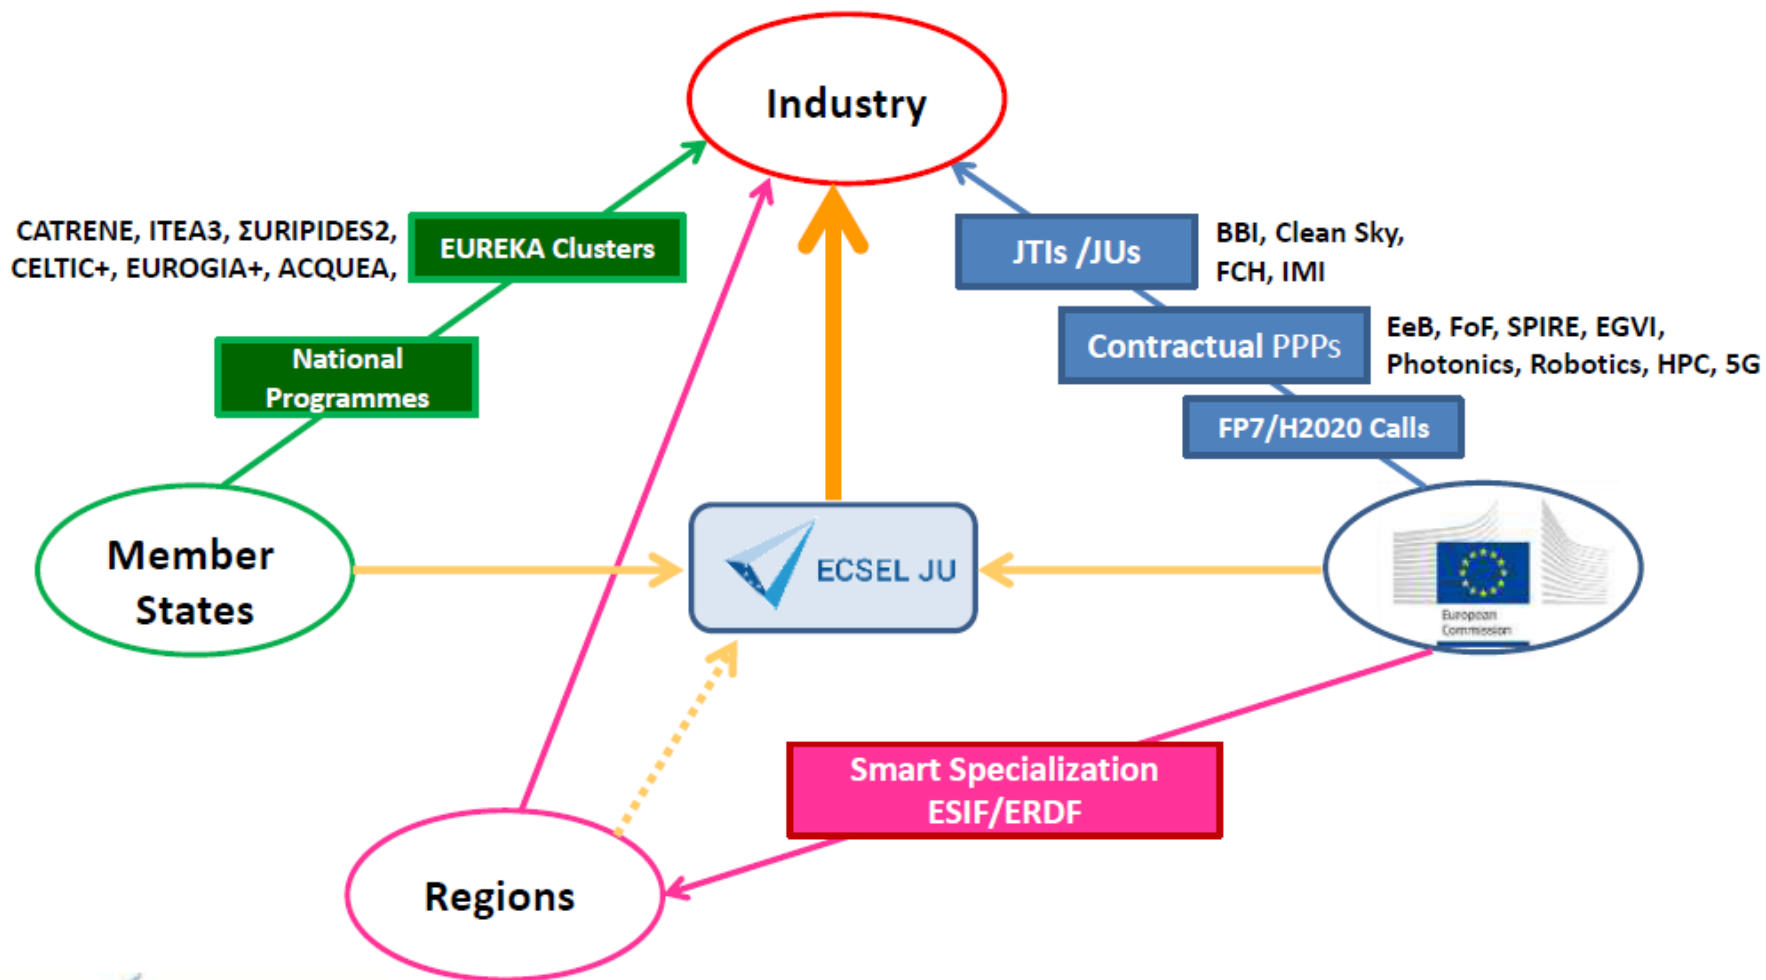 Industry
CATRENE, ITEA3, ΣURIPIDES2,
CELTIC+, EUROGIA+, ACQUEA,
EUREKA Clusters
JTIs /JUs
BBI, Clean Sky,
FCH, IMI
National
Programmes
Contractual PPPs
EeB, FoF, SPIRE, EGVI,
Photonics, Robotics, HPC, 5G
FP7/H2020 Calls
Member
States
ECSEL JU
European
Commission
Smart Specialization
ESIF/ERDF
Regions